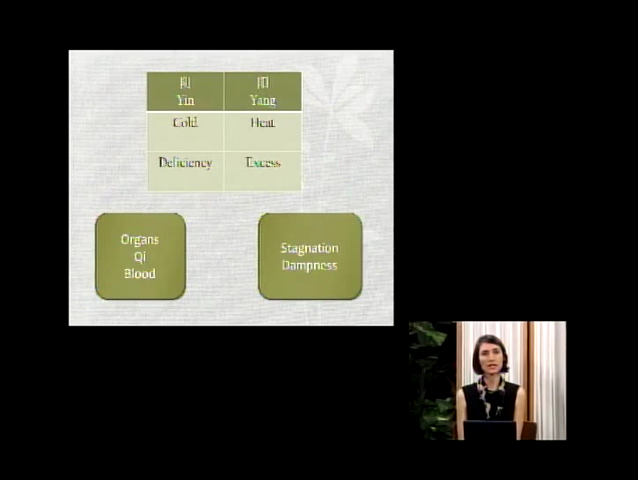 Yin
Yang
Cold
Heat
Deficiency
Excess
Organs
Qi
Blood
Stagnation
Dampness